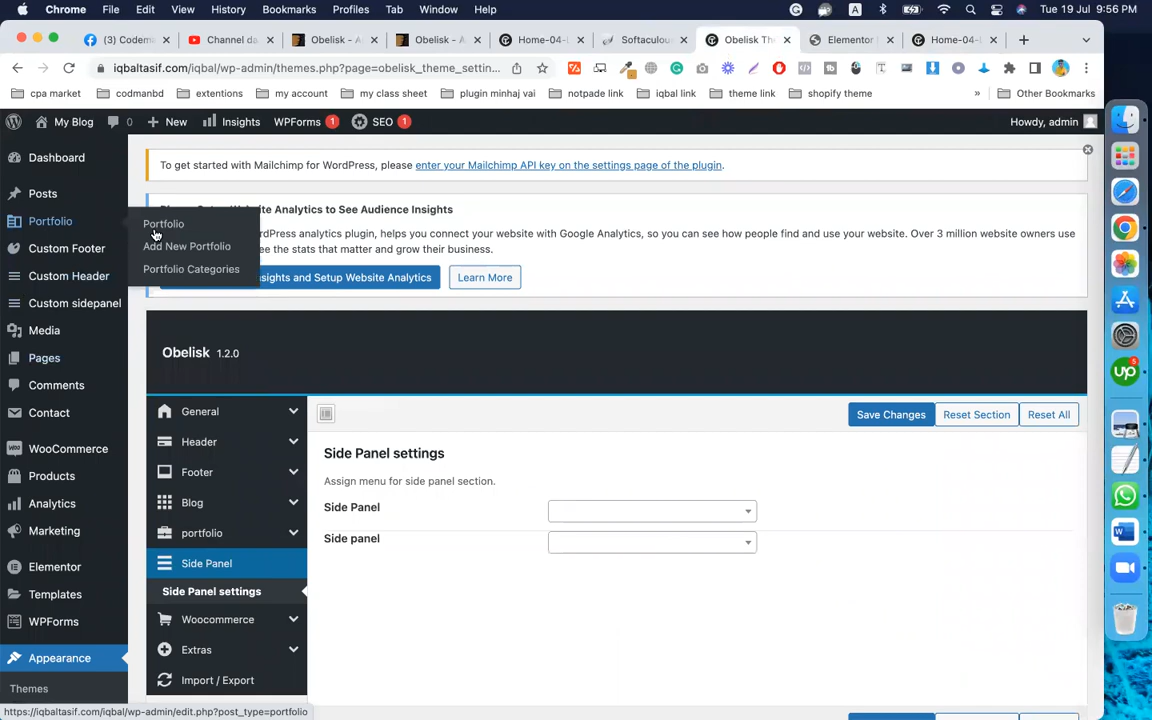 Chrome File Edit View History Bookmarks Profiles Tab Window Help A Tue 19 Jul 9:56 PM
(3) Codem Channel da Obelisk - A Obelisk - A Home-04- Softaculous Obelisk Th Elementor Home-04-
iqbaltasif.com/iqbal/wp-admin/themes.php?page=obelisk_theme_settin...
cpa market codmanbd extentions my account my class sheet plugin minhaj vai notpade link iqbal link theme link shopify theme » Other Bookmarks
My Blog 0 New Insights WPForms 1 SEO 1 Howdy, admin
Dashboard
Posts
Portfolio
Custom Footer
Custom Header
Custom sidepanel
Media
Pages
Comments
Contact
WooCommerce
Products
Analytics
Marketing
Elementor
Templates
WPForms
Appearance
Themes
Portfolio
Add New Portfolio
Portfolio Categories
To get started with Mailchimp for WordPress, please enter your Mailchimp API key on the settings page of the plugin.
site Analytics to See Audience Insights
rdPress analytics plugin, helps you connect your website with Google Analytics, so you can see how people find and use your website. Over 3 million website owners use
see the stats that matter and grow their business.
nsights and Setup Website Analytics Learn More
Obelisk 1.2.0
General
Header
Footer
Blog
portfolio
Side Panel
Side Panel settings
Woocommerce
Extras
Import / Export
Save Changes Reset Section Reset All
Side Panel settings
Assign menu for side panel section.
Side Panel
Side panel
https://iqbaltasif.com/iqbal/wp-admin/edit.php?post_type=portfolio
up 5